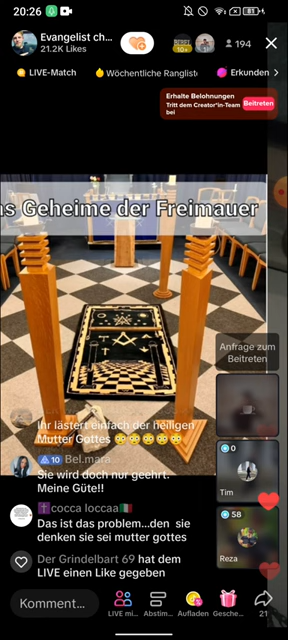 20:26
81
Evangelist ch...
21.2K Likes
10+
194
LIVE-Match
Wöchentliche Rangliste
Erkunden
Erhalte Belohnungen
Tritt dem Creator*in-Team
bei
Beitreten
as Geheime der Freimauer
G
Anfrage zum
Beitreten
Ihr lästert einfach der heiligen
Mutter Gottes 😳😳😳😳😳
10 Bel.mara
Sie wird doch nur geehrt.
Meine Güte!!
0
Tim
✝️cocca loccaa🇮🇹
Das ist das problem...den sie
denken sie sei mutter gottes
58
Reza
Der Grindelbart 69 hat dem
LIVE einen Like gegeben
Komment...
LIVE mi...
Abstim...
Aufladen
Gesche...
21